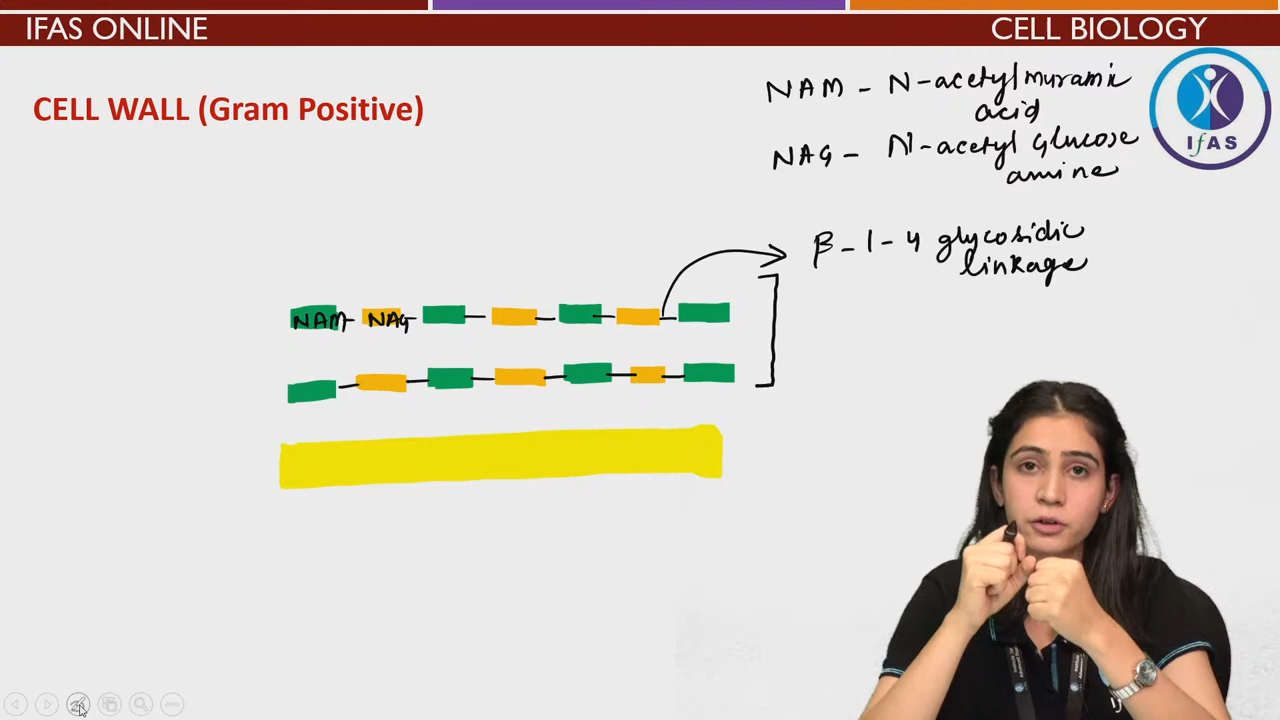 IFAS ONLINE
CELL BIOLOGY
CELL WALL (Gram Positive)
NAM - N-acetylmuramic
acid
NAG - N-acetyl Glucose
amine
IfAS
β-1-4 glycosidic
linkage
NAM NAG